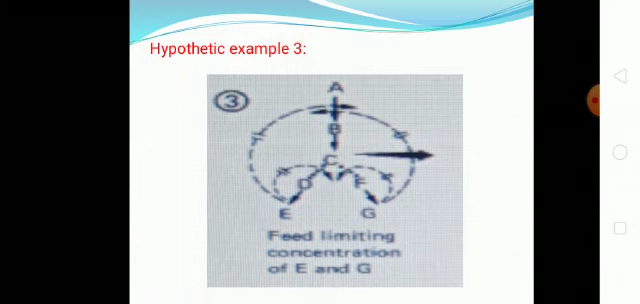 Hypothetic example 3:
3
A
B
C
D
F
E
G
Feed limiting
concentration
of E and G